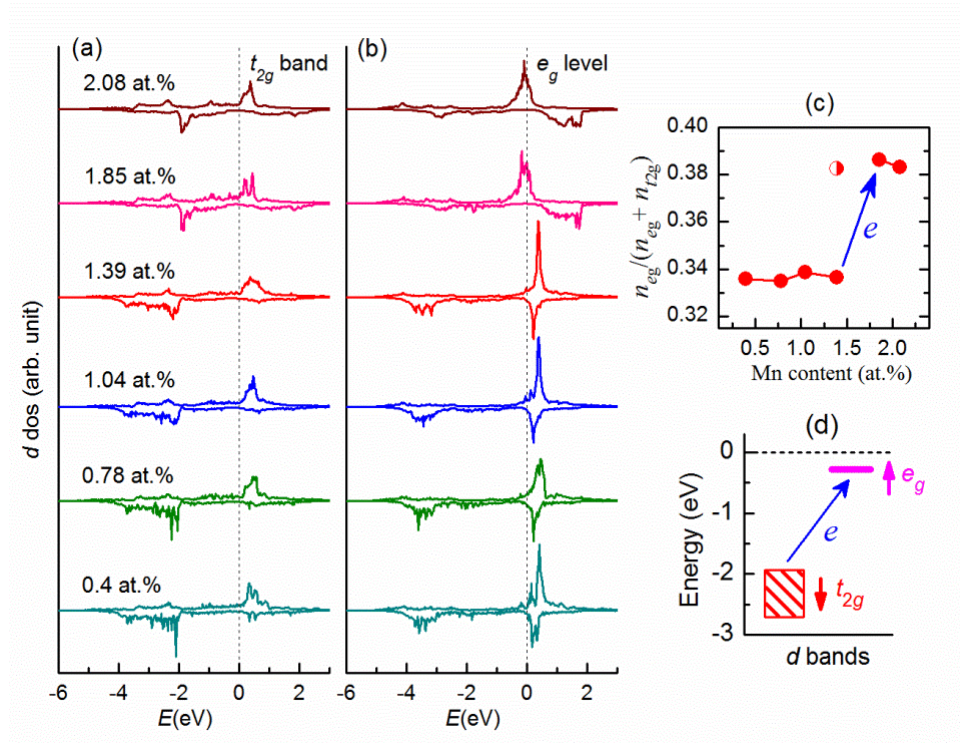 (a)
t2g band
2.08 at.%
1.85 at.%
1.39 at.%
1.04 at.%
0.78 at.%
0.4 at.%
d dos (arb. unit)
-6 -4 -2 0 2
E(eV)
(b)
eg level
-6 -4 -2 0 2
E(eV)
(c)
0.40
0.38
0.36
0.34
0.32
neg/(neg + nt2g)
e
0.5 1.0 1.5 2.0
Mn content (at.%)
(d)
0
-1
-2
-3
Energy (eV)
eg
e
t2g
d bands